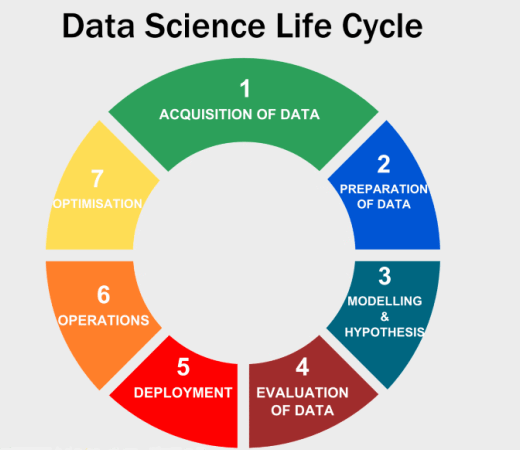 Data Science Life Cycle
1
ACQUISITION OF DATA
2
PREPARATION
OF DATA
3
MODELLING
&
HYPOTHESIS
4
EVALUATION
OF DATA
5
DEPLOYMENT
6
OPERATIONS
7
OPTIMISATION